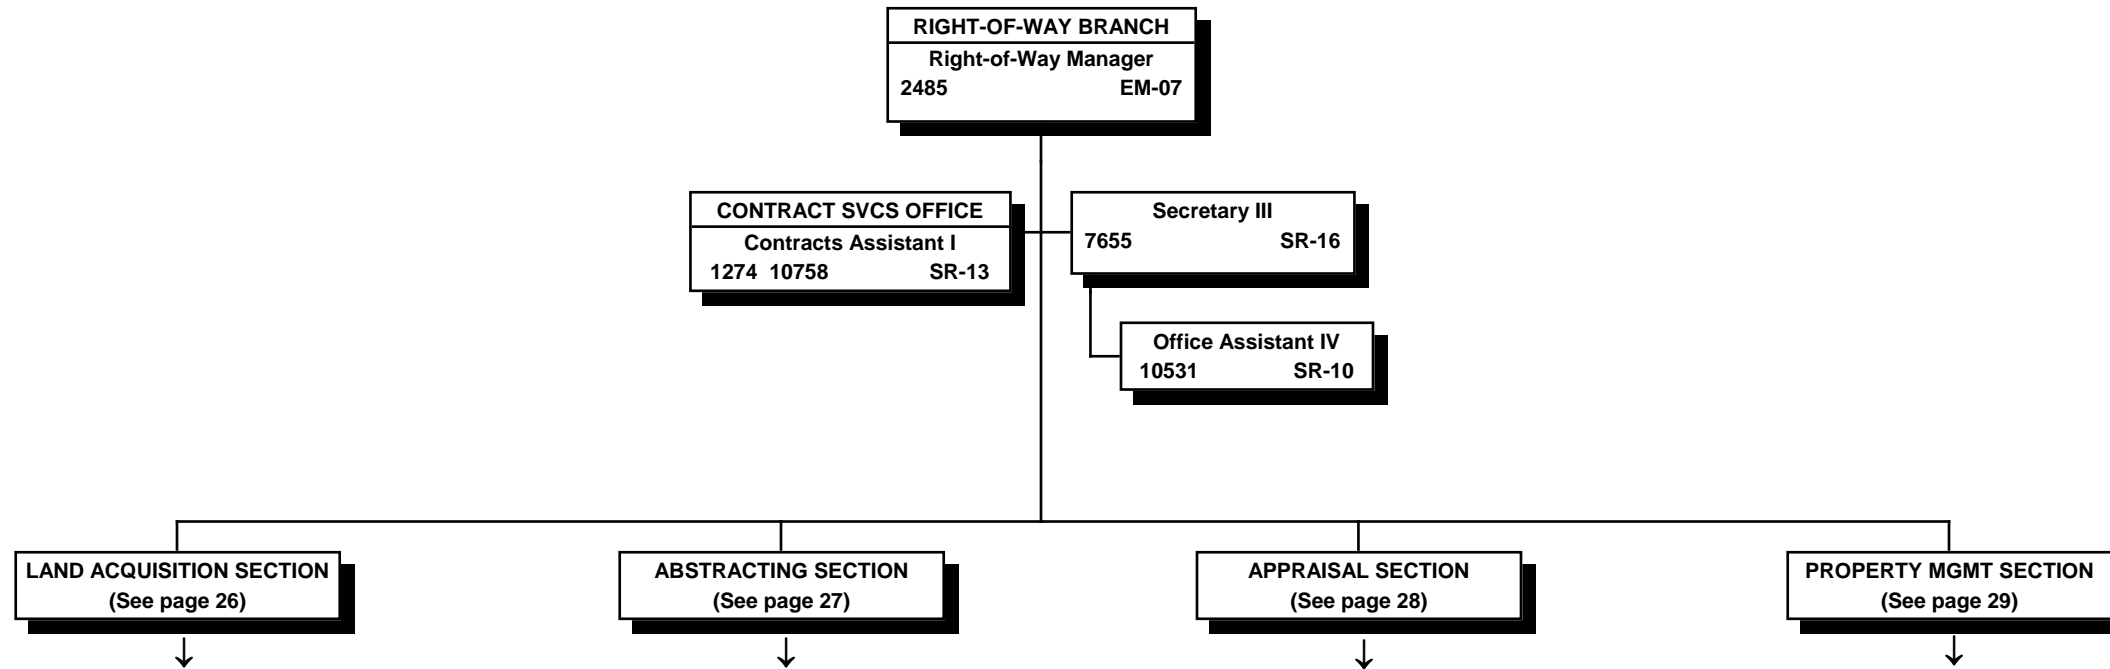 RIGHT-OF-WAY BRANCH
Right-of-Way Manager
2485 EM-07
CONTRACT SVCS OFFICE
Contracts Assistant I
1274 10758 SR-13
Secretary III
7655 SR-16
Office Assistant IV
10531 SR-10
LAND ACQUISITION SECTION
(See page 26)
ABSTRACTING SECTION
(See page 27)
APPRAISAL SECTION
(See page 28)
PROPERTY MGMT SECTION
(See page 29)